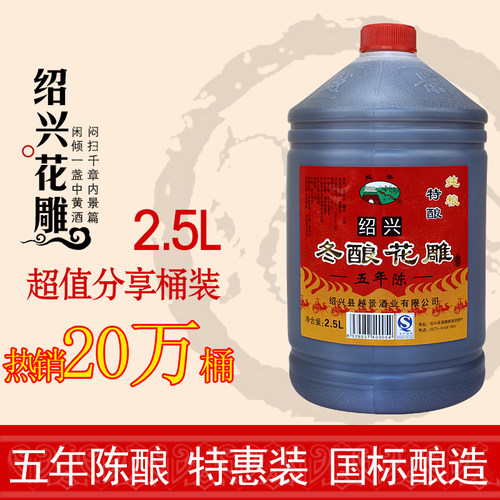 绍兴花雕
闲倾一盏中黄酒
闷扫千章内景篇
2.5L
超值分享桶装
热销20万桶
纯粮
特酿
绍兴
冬酿花雕
五年陈
绍兴县越景酒业有限公司
净含量:2.5L
五年陈酿 特惠装 国标酿造